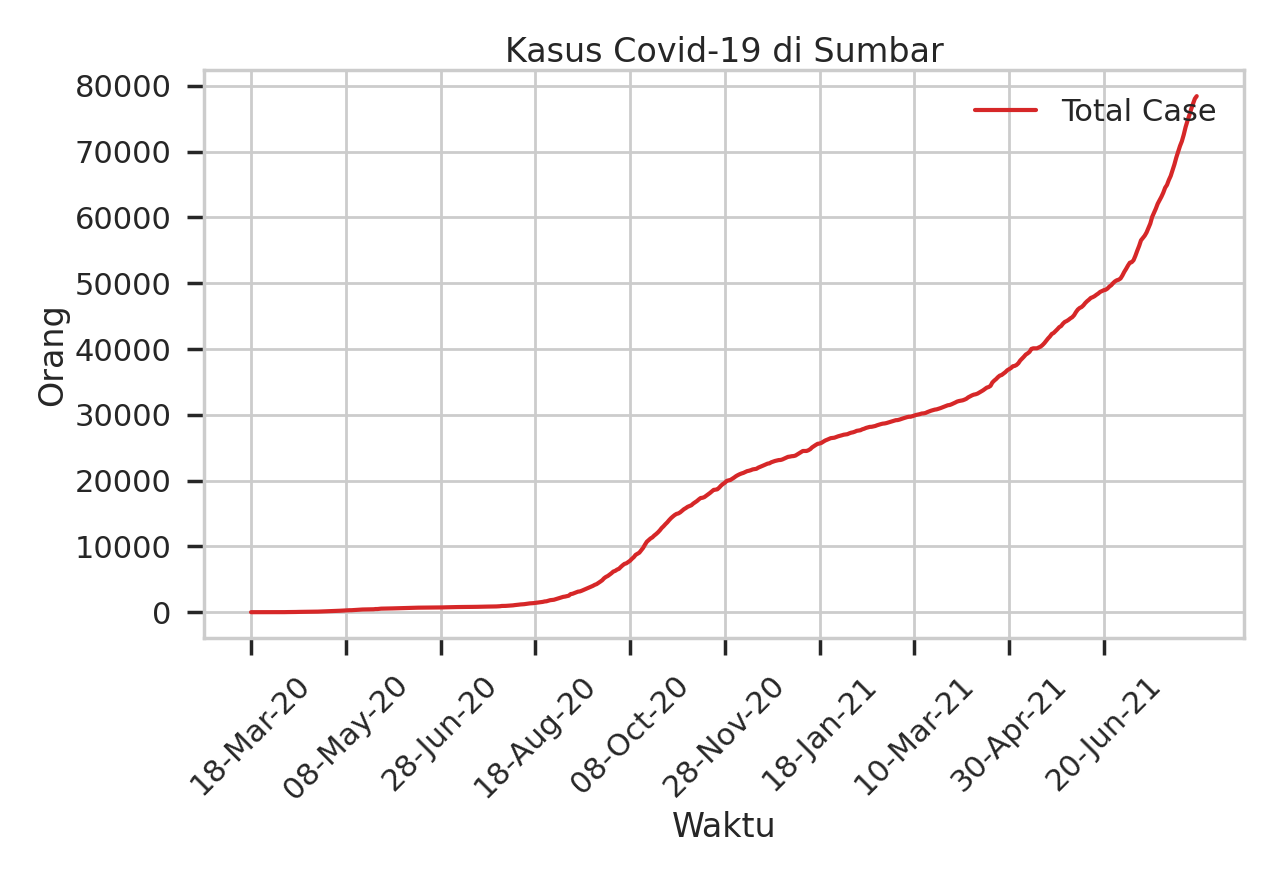 Kasus Covid-19 di Sumbar
Total Case
80000
70000
60000
50000
40000
30000
20000
10000
0
Orang
18-Mar-20
08-May-20
28-Jun-20
18-Aug-20
08-Oct-20
28-Nov-20
18-Jan-21
10-Mar-21
30-Apr-21
20-Jun-21
Waktu